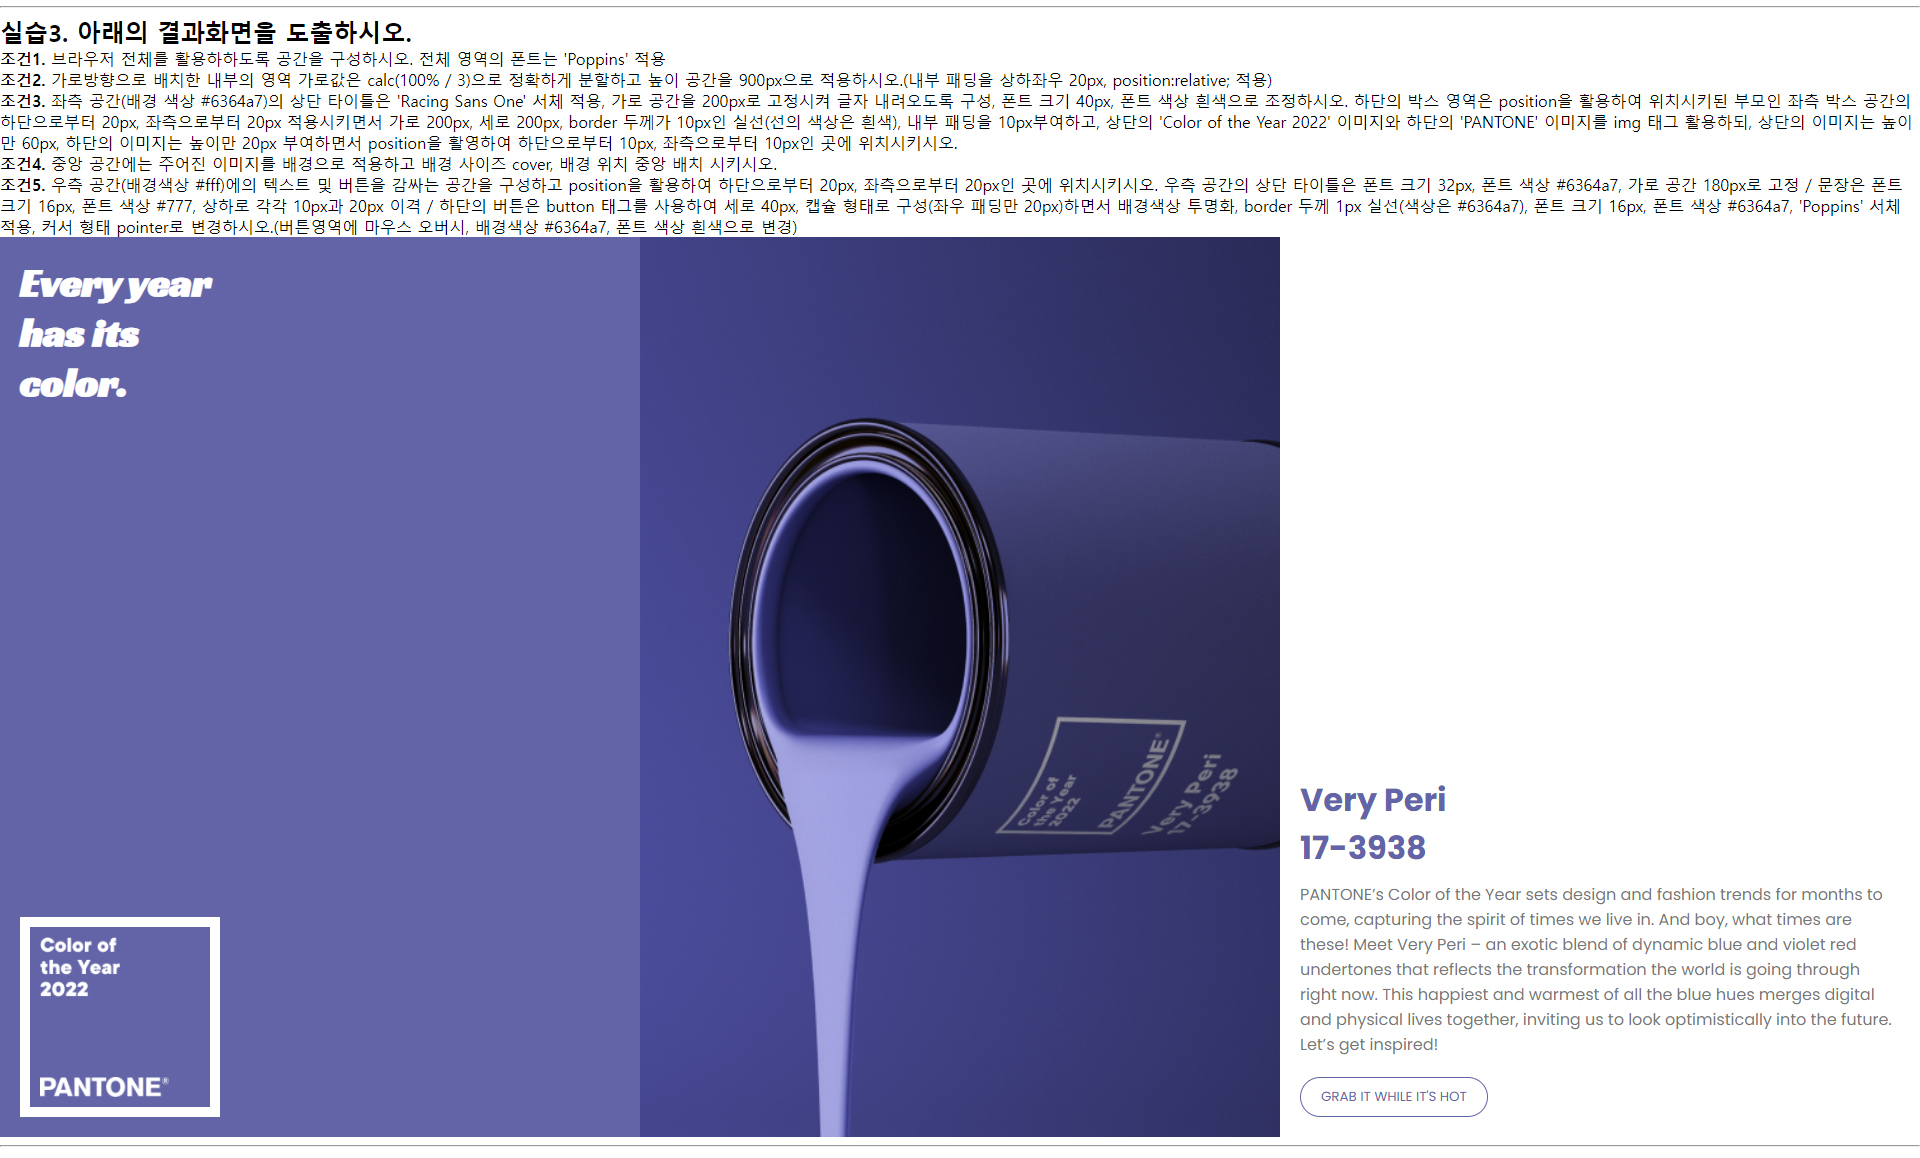 실습3. 아래의 결과화면을 도출하시오.
조건1. 브라우저 전체를 활용하하도록 공간을 구성하시오. 전체 영역의 폰트는 'Poppins' 적용
조건2. 가로방향으로 배치한 내부의 영역 가로값은 calc(100% / 3)으로 정확하게 분할하고 높이 공간을 900px으로 적용하시오.(내부 패딩을 상하좌우 20px, position:relative; 적용)
조건3. 좌측 공간(배경 색상 #6364a7)의 상단 타이틀은 'Racing Sans One' 서체 적용, 가로 공간을 200px로 고정시켜 글자 내려오도록 구성, 폰트 크기 40px, 폰트 색상 흰색으로 조정하시오. 하단의 박스 영역은 position을 활용하여 위치시키된 부모인 좌측 박스 공간의
하단으로부터 20px, 좌측으로부터 20px 적용시키면서 가로 200px, 세로 200px, border 두께가 10px인 실선(선의 색상은 흰색), 내부 패딩을 10px부여하고, 상단의 'Color of the Year 2022' 이미지와 하단의 'PANTONE' 이미지를 img 태그 활용하되, 상단의 이미지는 높이
만 60px, 하단의 이미지는 높이만 20px 부여하면서 position을 활영하여 하단으로부터 10px, 좌측으로부터 10px인 곳에 위치시키시오.
조건4. 중앙 공간에는 주어진 이미지를 배경으로 적용하고 배경 사이즈 cover, 배경 위치 중앙 배치 시키시오.
조건5. 우측 공간(배경색상 #fff)에의 텍스트 및 버튼을 감싸는 공간을 구성하고 position을 활용하여 하단으로부터 20px, 좌측으로부터 20px인 곳에 위치시키시오. 우측 공간의 상단 타이틀은 폰트 크기 32px, 폰트 색상 #6364a7, 가로 공간 180px로 고정 / 문장은 폰트
크기 16px, 폰트 색상 #777, 상하로 각각 10px과 20px 이격 / 하단의 버튼은 button 태그를 사용하여 세로 40px, 캡슐 형태로 구성(좌우 패딩만 20px)하면서 배경색상 투명화, border 두께 1px 실선(색상은 #6364a7), 폰트 크기 16px, 폰트 색상 #6364a7, 'Poppins' 서체
적용, 커서 형태 pointer로 변경하시오.(버튼영역에 마우스 오버시, 배경색상 #6364a7, 폰트 색상 흰색으로 변경)
Every year
has its
color.
Color of
the Year
2022
PANTONE®
Color of
the Year
2022
PANTONE®
Very Peri
17-3938
Very Peri
17-3938
PANTONE’s Color of the Year sets design and fashion trends for months to
come, capturing the spirit of times we live in. And boy, what times are
these! Meet Very Peri – an exotic blend of dynamic blue and violet red
undertones that reflects the transformation the world is going through
right now. This happiest and warmest of all the blue hues merges digital
and physical lives together, inviting us to look optimistically into the future.
Let’s get inspired!
GRAB IT WHILE IT'S HOT